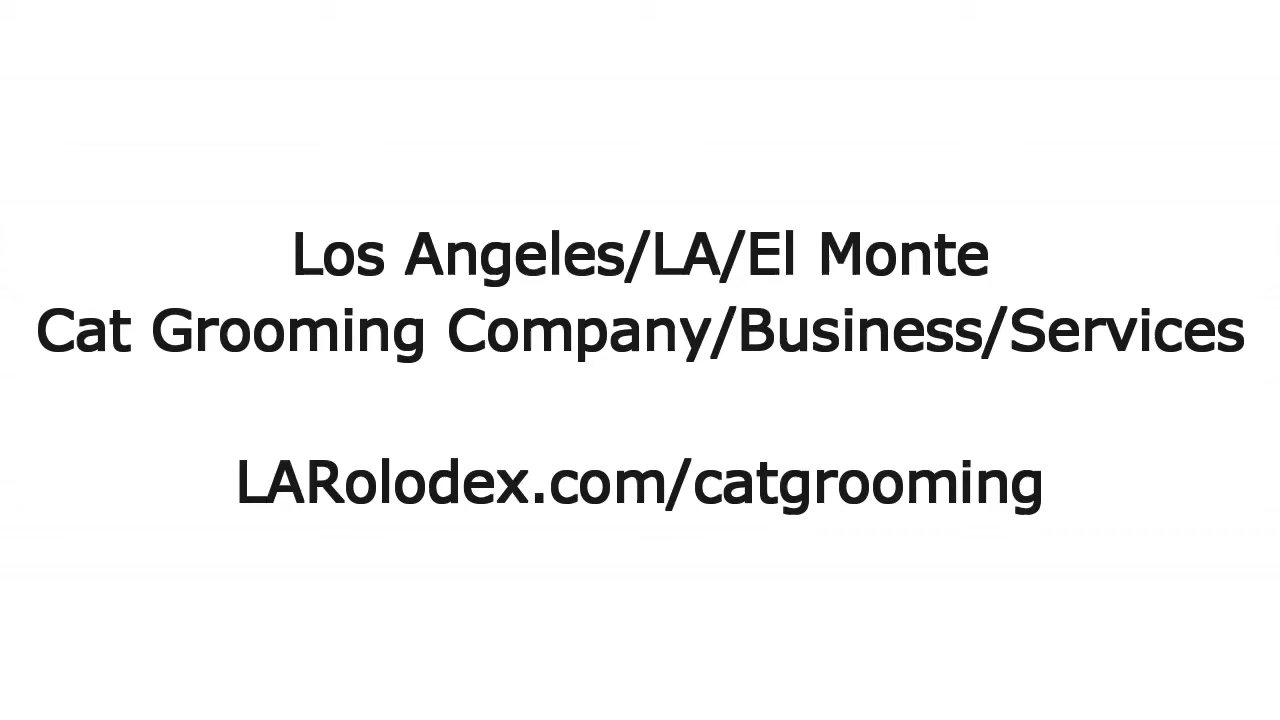 Los Angeles/LA/El Monte
Cat Grooming Company/Business/Services
LARolodex.com/catgrooming